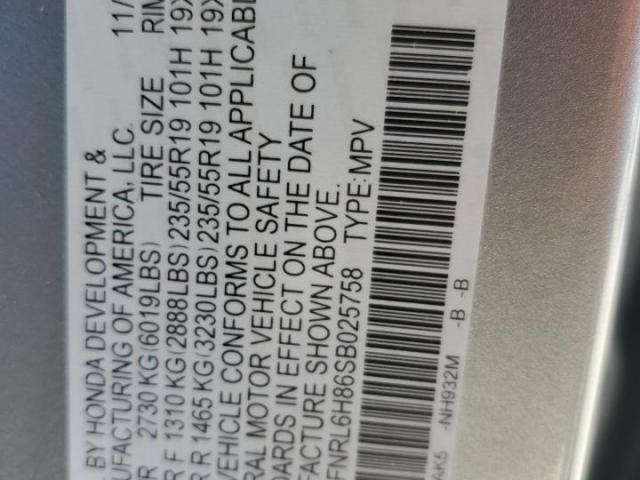 . BY HONDA DEVELOPMENT &
UFACTURING OF AMERICA, LLC. 11/
R 2730 KG(6019LBS) TIRE SIZE RIM
R F 1310 KG(2888LBS)235/55R19 101H 19X
R R 1465 KG(3230LBS)235/55R19 101H 19X
VEHICLE CONFORMS TO ALL APPLICABL
RAL MOTOR VEHICLE SAFETY
DARDS IN EFFECT ON THE DATE OF
FACTURE SHOWN ABOVE.
FNRL6H86SB025758 TYPE:MPV
AK5 -NH932M -B -B